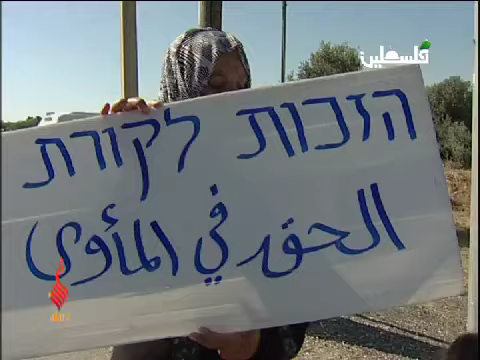 فلسطين
הזכות לקורת
الحق في المأوى